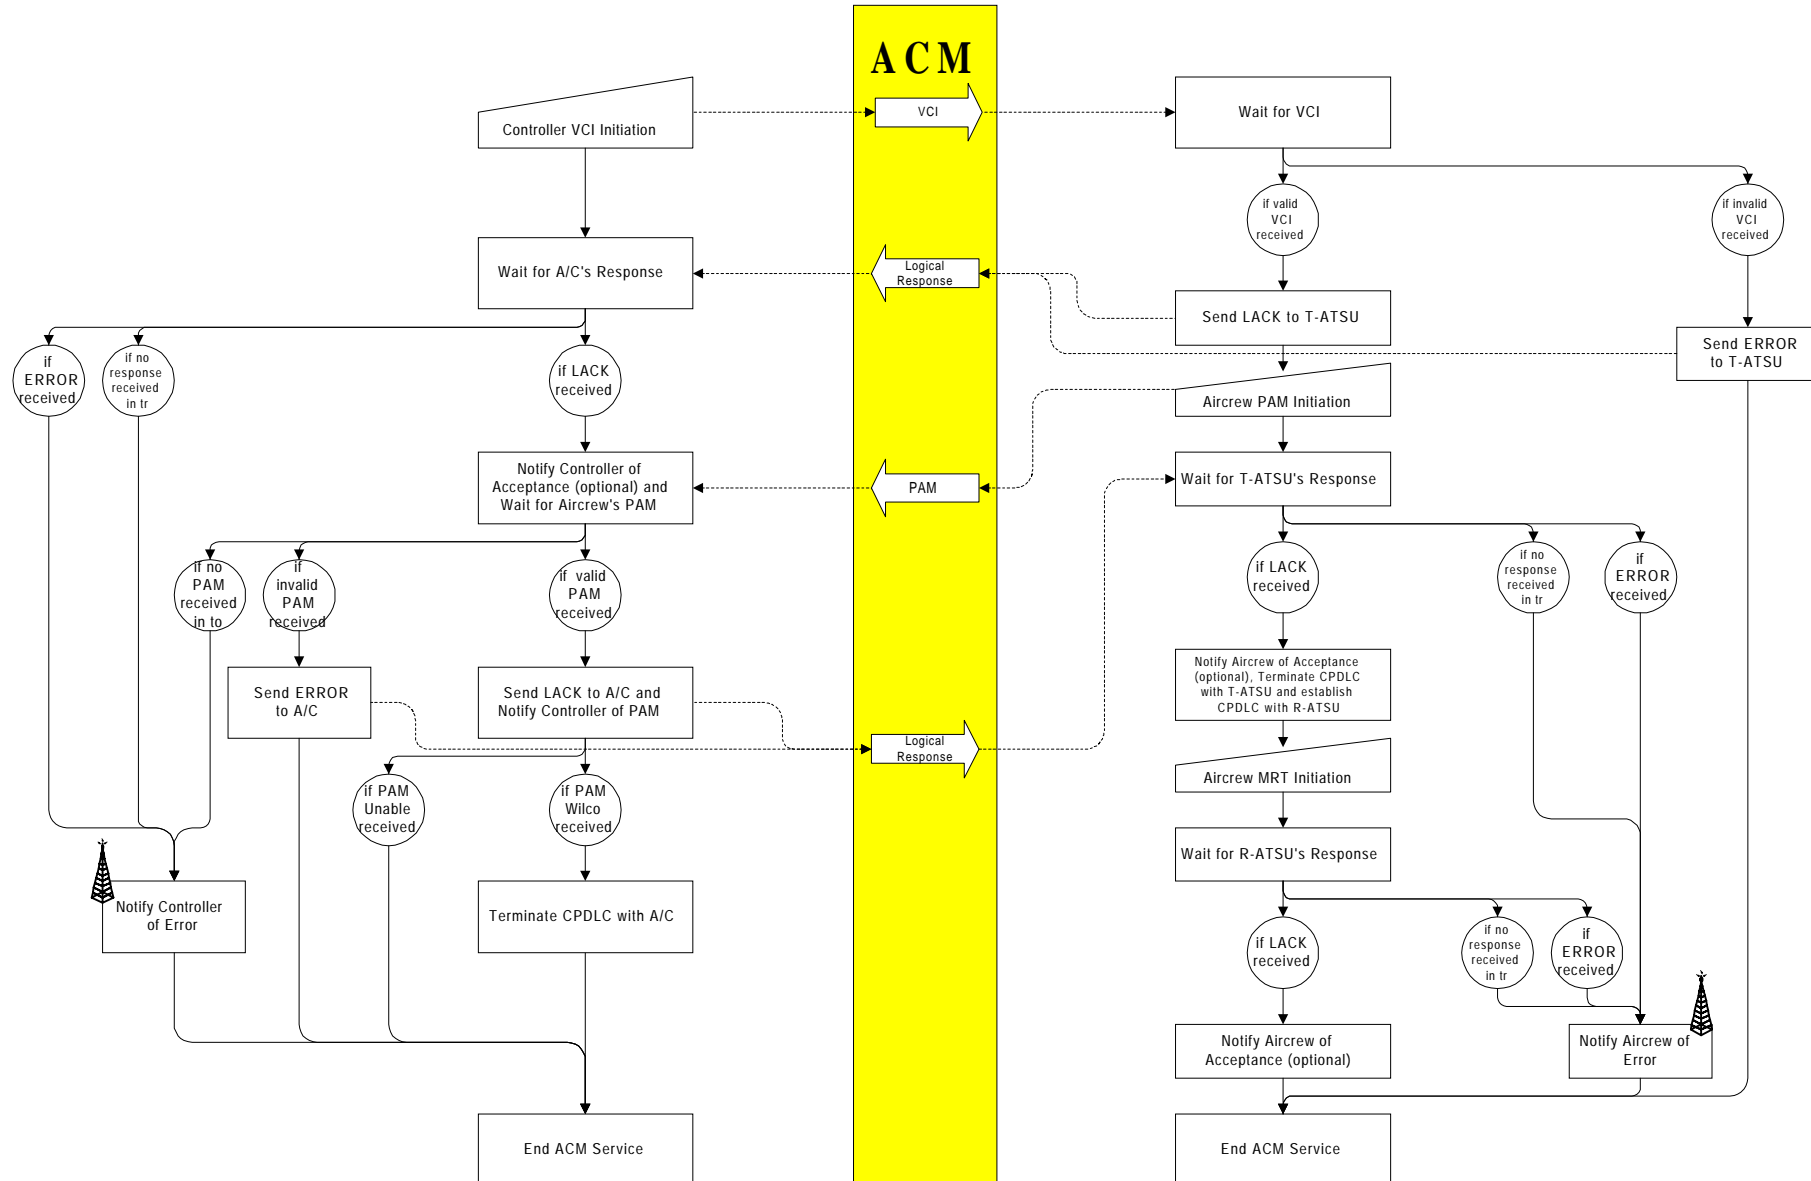 ACM
VCI
Controller VCI Initiation
Wait for VCI
if valid
VCI
received
if invalid
VCI
received
Wait for A/C's Response
Logical
Response
Send LACK to T-ATSU
Send ERROR
to T-ATSU
if
ERROR
received
if no
response
received
in tr
if LACK
received
Aircrew PAM Initiation
Notify Controller of
Acceptance (optional) and
Wait for Aircrew's PAM
PAM
Wait for T-ATSU's Response
if no
PAM
received
in to
if
invalid
PAM
received
if valid
PAM
received
if LACK
received
if no
response
received
in tr
if
ERROR
received
Send ERROR
to A/C
Send LACK to A/C and
Notify Controller of PAM
Notify Aircrew of Acceptance
(optional), Terminate CPDLC
with T-ATSU and establish
CPDLC with R-ATSU
Logical
Response
Aircrew MRT Initiation
if PAM
Unable
received
if PAM
Wilco
received
Wait for R-ATSU's Response
Notify Controller
of Error
Terminate CPDLC with A/C
if LACK
received
if no
response
received
in tr
if
ERROR
received
Notify Aircrew of
Acceptance (optional)
Notify Aircrew of
Error
End ACM Service
End ACM Service